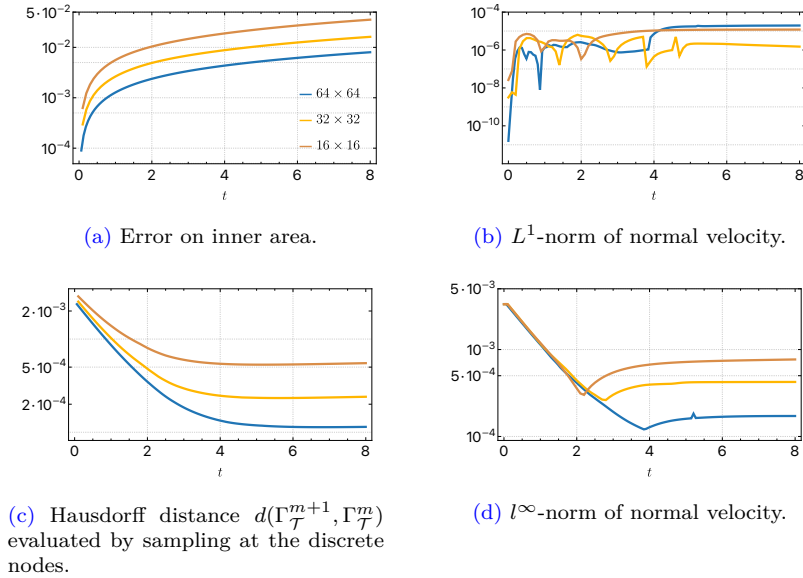 5·10⁻²
10⁻²
10⁻³
10⁻⁴
64 × 64
32 × 32
16 × 16
0 2 4 6 8
t
(a) Error on inner area.
10⁻⁴
10⁻⁶
10⁻⁸
10⁻¹⁰
0 2 4 6 8
t
(b) L¹-norm of normal velocity.
2·10⁻³
5·10⁻⁴
2·10⁻⁴
0 2 4 6 8
t
(c) Hausdorff distance d(Γ_𝒯^{m+1}, Γ_𝒯^m)
evaluated by sampling at the discrete
nodes.
5·10⁻³
10⁻³
5·10⁻⁴
10⁻⁴
0 2 4 6 8
t
(d) l^∞-norm of normal velocity.